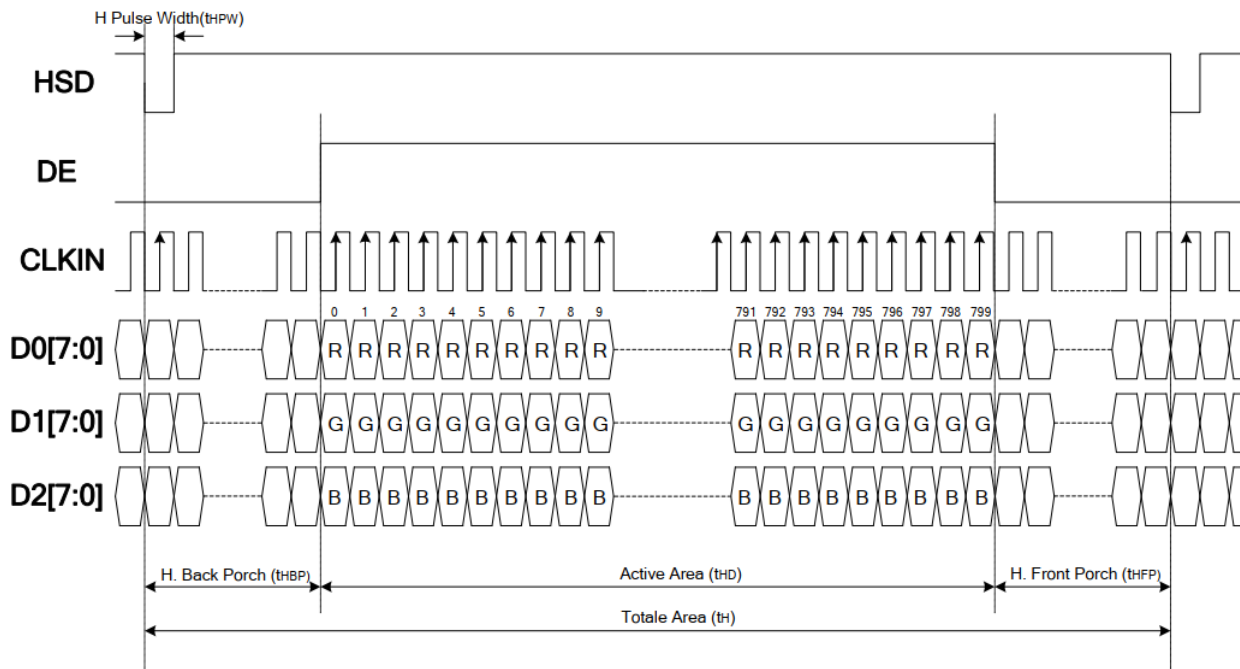 H Pulse Width(tHPW)
HSD
DE
CLKIN
0 1 2 3 4 5 6 7 8 9 791 792 793 794 795 796 797 798 799
D0[7:0] R R R R R R R R R R R R R R R R R R R
D1[7:0] G G G G G G G G G G G G G G G G G G G
D2[7:0] B B B B B B B B B B B B B B B B B B B
H. Back Porch (tHBP) Active Area (tHD) H. Front Porch (tHFP)
Totale Area (tH)